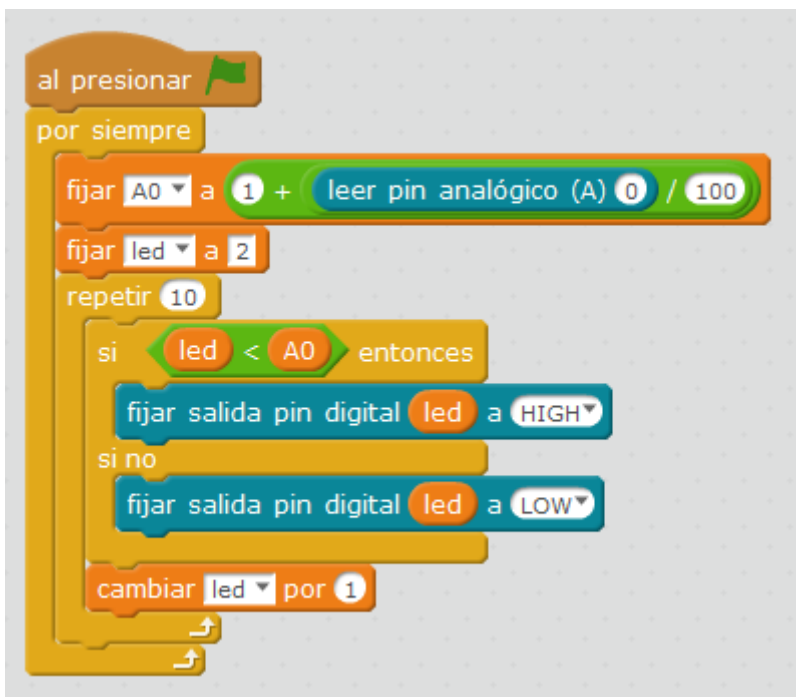 al presionar
por siempre
fijar A0 a 1 + leer pin analógico (A) 0 / 100
fijar led a 2
repetir 10
si led < A0 entonces
fijar salida pin digital led a HIGH
si no
fijar salida pin digital led a LOW
cambiar led por 1